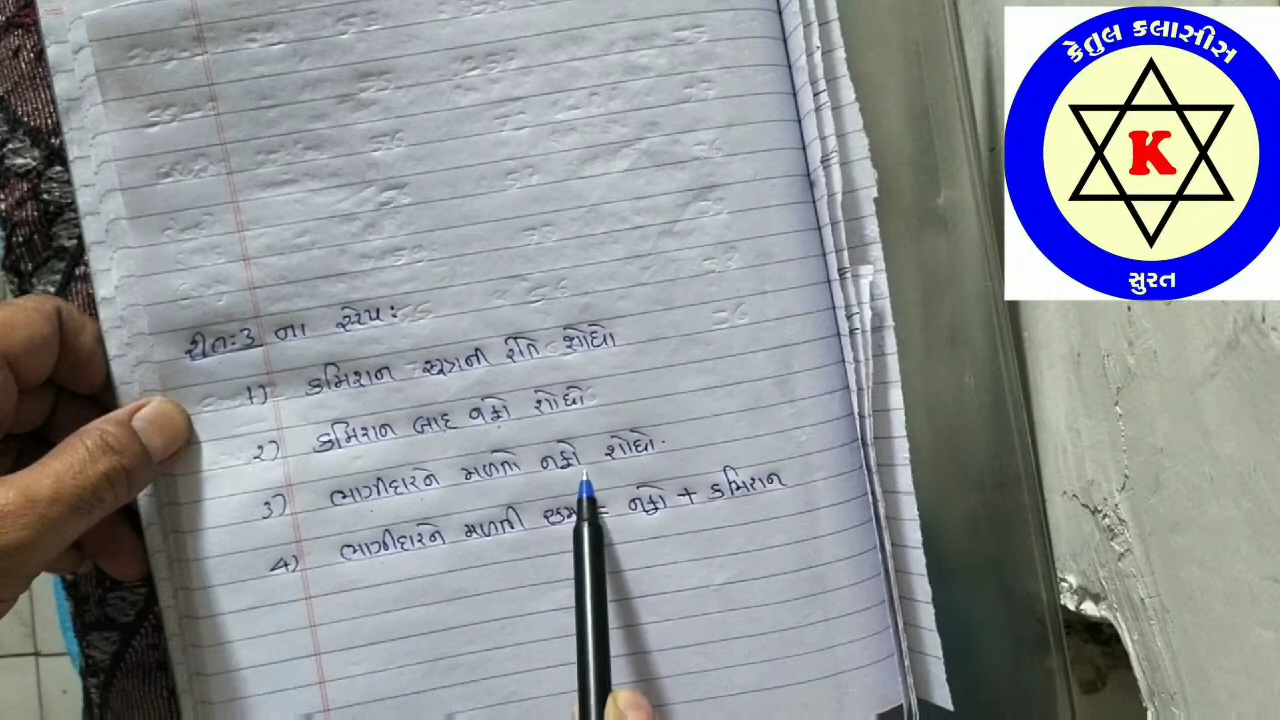 કેતુલ ક્લાસીસ
K
સુરત
રીત:3 ના સ્ટેપ:
1) કમિશન સૂત્રની રીતે શોધો
2) કમિશન બાદ નફો શોધો
3) ભાગીદારને મળતો નફો શોધો.
4) ભાગીદારને મળતી રકમ = નફો + કમિશન